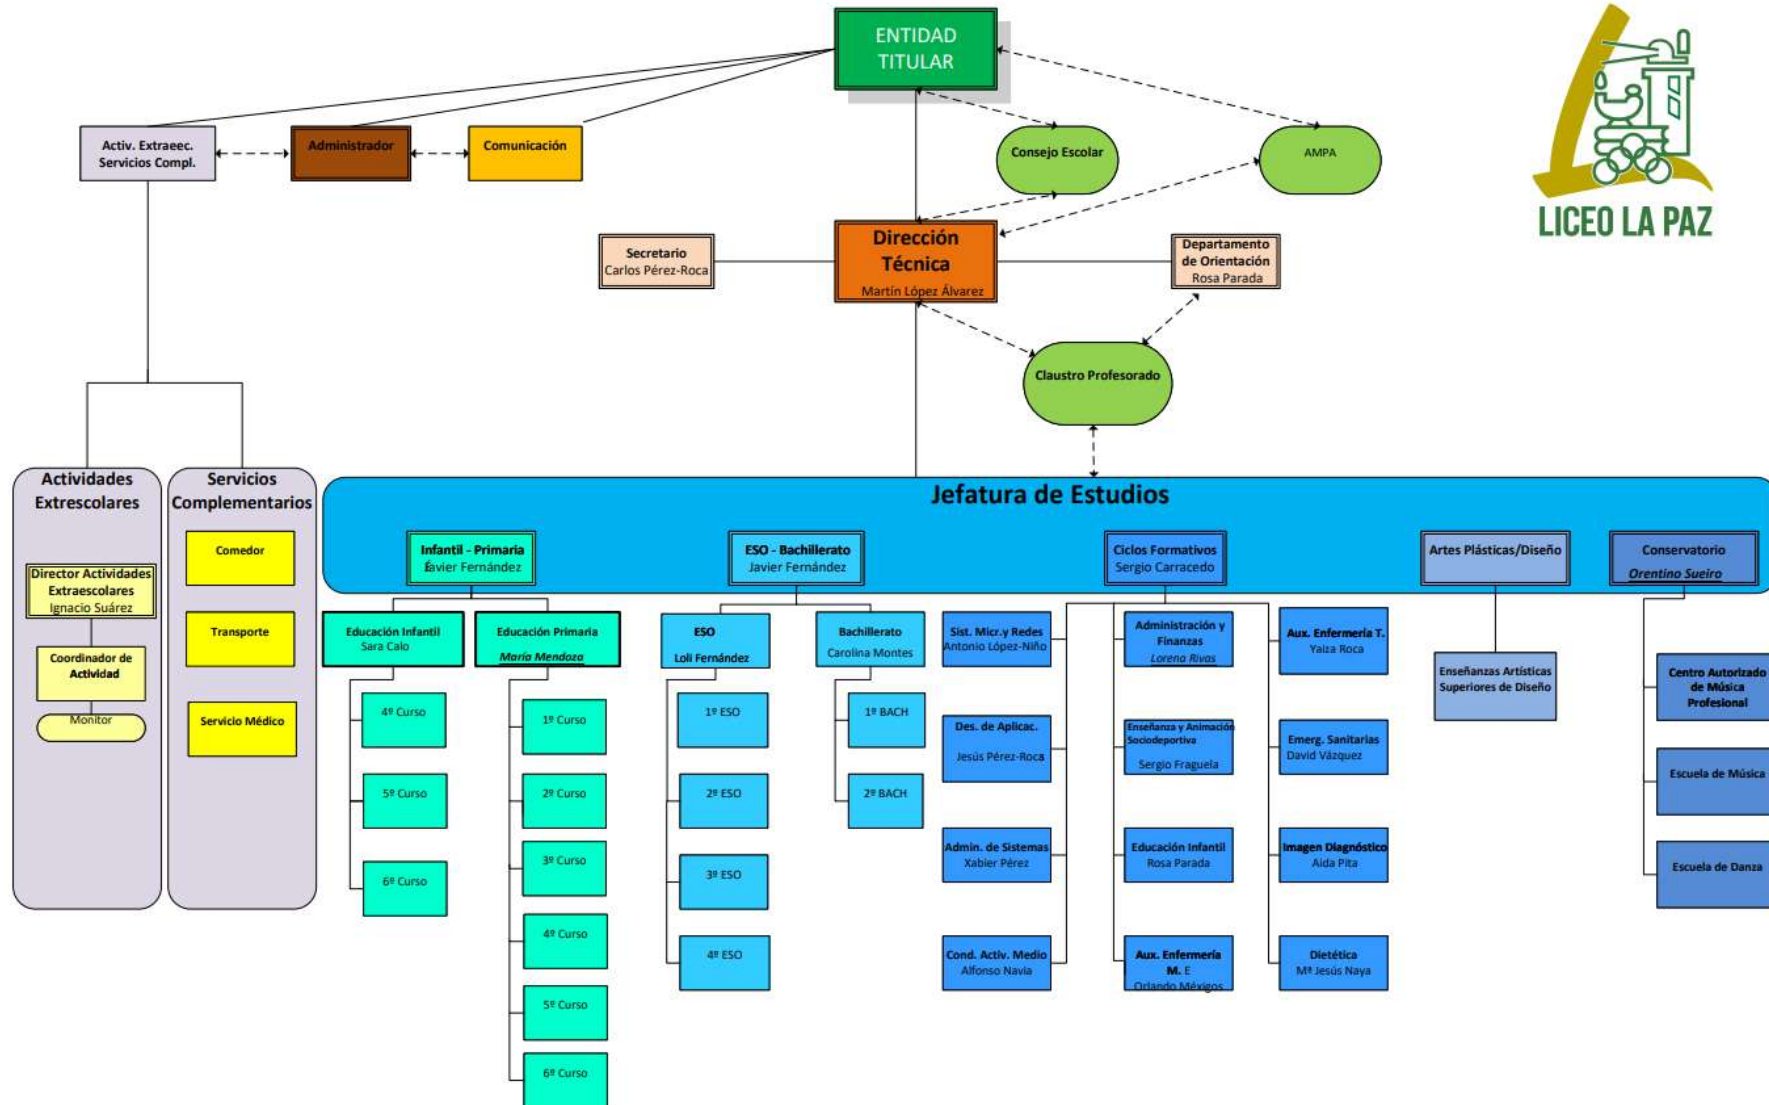 ENTIDAD
TITULAR
LICEO LA PAZ
Activ. Extraeec.
Servicios Compl.
Administrador
Comunicación
Consejo Escolar
AMPA
Secretario
Carlos Pérez-Roca
Dirección
Técnica
Martín López Álvarez
Departamento
de Orientación
Rosa Parada
Claustro Profesorado
Actividades
Extrescolares
Director Actividades
Extraescolares
Ignacio Suárez
Coordinador de
Actividad
Monitor
Servicios
Complementarios
Comedor
Transporte
Servicio Médico
Jefatura de Estudios
Infantil - Primaria
Javier Fernández
Educación Infantil
Sara Calo
4º Curso
5º Curso
6º Curso
Educación Primaria
María Mendoza
1º Curso
2º Curso
3º Curso
4º Curso
5º Curso
6º Curso
ESO - Bachillerato
Javier Fernández
ESO
Loli Fernández
1º ESO
2º ESO
3º ESO
4º ESO
Bachillerato
Carolina Montes
1º BACH
2º BACH
Ciclos Formativos
Sergio Carracedo
Sist. Micr.y Redes
Antonio López-Niño
Des. de Aplicac.
Jesús Pérez-Roca
Admin. de Sistemas
Xabier Pérez
Cond. Activ. Medio
Alfonso Navia
Administración y
Finanzas
Lorena Rivas
Enseñanza y Animación
Sociodeportiva
Sergio Fraguela
Educación Infantil
Rosa Parada
Aux. Enfermería
M. E
Orlando Méxigos
Aux. Enfermería T.
Yaiza Roca
Emerg. Sanitarias
David Vázquez
Imagen Diagnóstico
Aida Pita
Dietética
Mª Jesús Naya
Artes Plásticas/Diseño
Enseñanzas Artísticas
Superiores de Diseño
Conservatorio
Orentino Sueiro
Centro Autorizado
de Música
Profesional
Escuela de Música
Escuela de Danza